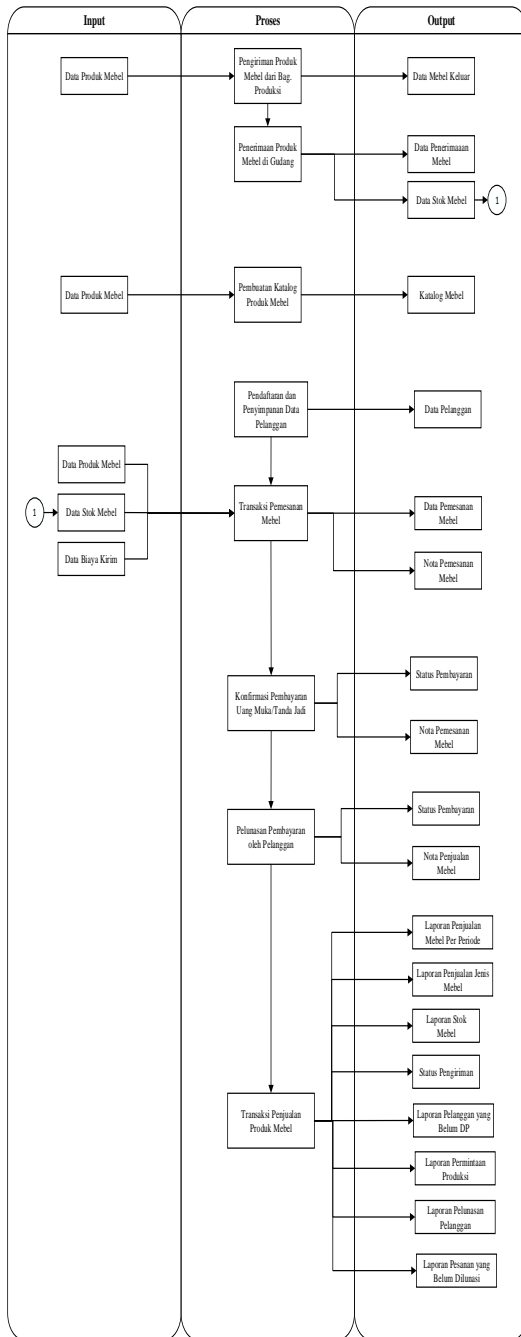 Input
Proses
Output
Data Produk Mebel
Pengiriman Produk
Mebel dari Bag.
Produksi
Data Mebel Keluar
Penerimaan Produk
Mebel di Gudang
Data Penerimaaan
Mebel
Data Stok Mebel
1
Data Produk Mebel
Pembuatan Katalog
Produk Mebel
Katalog Mebel
Pendaftaran dan
Penyimpanan Data
Pelanggan
Data Pelanggan
Data Produk Mebel
1
Data Stok Mebel
Data Biaya Kirim
Transaksi Pemesanan
Mebel
Data Pemesanan
Mebel
Nota Pemesanan
Mebel
Konfirmasi Pembayaran
Uang Muka/Tanda Jadi
Status Pembayaran
Nota Pemesanan
Mebel
Pelunasan Pembayaran
oleh Pelanggan
Status Pembayaran
Nota Penjualan
Mebel
Transaksi Penjualan
Produk Mebel
Laporan Penjualan
Mebel Per Periode
Laporan Penjualan Jenis
Mebel
Laporan Stok
Mebel
Status Pengiriman
Laporan Pelanggan yang
Belum DP
Laporan Permintaan
Produksi
Laporan Pelunasan
Pelanggan
Laporan Pesanan yang
Belum Dilunasi